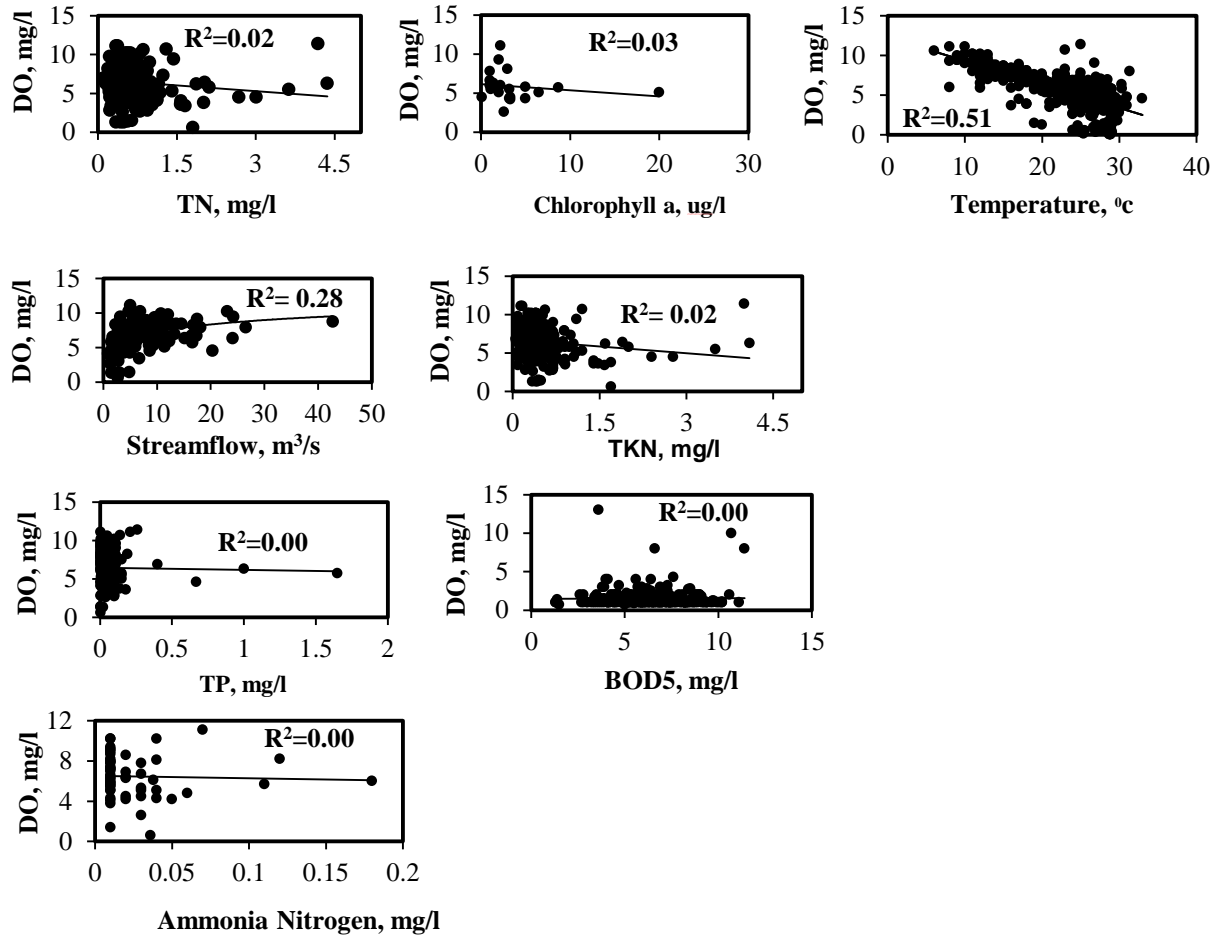 R²=0.02
DO, mg/l
15
10
5
0
0 1.5 3 4.5
TN, mg/l
R²=0.03
DO, mg/l
15
10
5
0
0 10 20 30
Chlorophyll a, ug/l
R²=0.51
DO, mg/l
15
10
5
0
0 10 20 30 40
Temperature, ⁰c
R²= 0.28
DO, mg/l
15
10
5
0
0 10 20 30 40 50
Streamflow, m³/s
R²= 0.02
DO, mg/l
15
10
5
0
0 1.5 3 4.5
TKN, mg/l
R²=0.00
DO, mg/l
15
10
5
0
0 0.5 1 1.5 2
TP, mg/l
R²=0.00
DO, mg/l
15
10
5
0
0 5 10 15
BOD5, mg/l
R²=0.00
DO, mg/l
12
8
4
0
0 0.05 0.1 0.15 0.2
Ammonia Nitrogen, mg/l